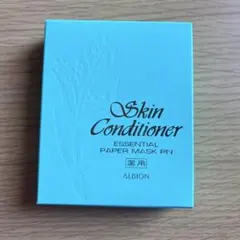 Skin
Conditioner
ESSENTIAL
PAPER MASK PN
薬用
ALBION